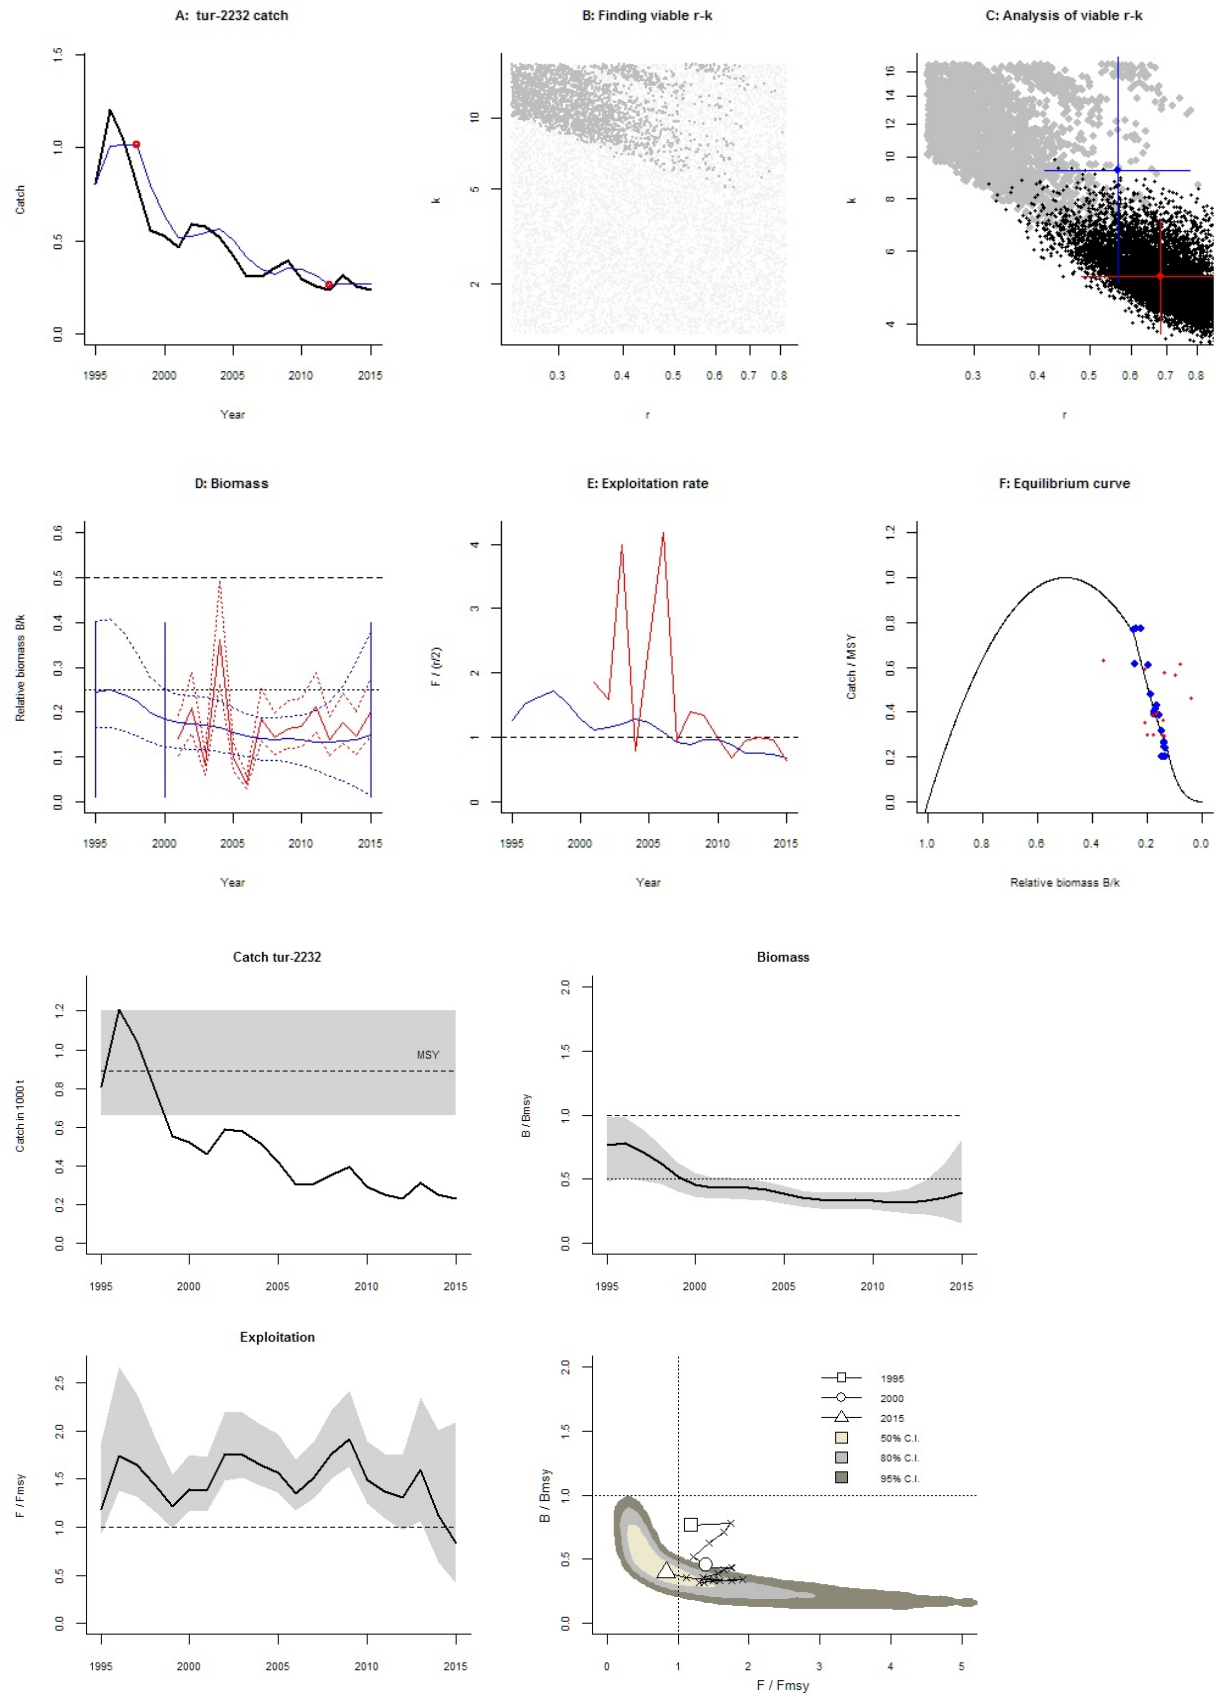 A: tur-2232 catch
Catch
0.0
0.5
1.0
1.5
1995 2000 2005 2010 2015
Year
B: Finding viable r-k
k
2
5
10
0.3 0.4 0.5 0.6 0.7 0.8
r
C: Analysis of viable r-k
k
4
6
8
10
12
14
16
0.3 0.4 0.5 0.6 0.7 0.8
r
D: Biomass
Relative biomass B/k
0.0
0.1
0.2
0.3
0.4
0.5
0.6
1995 2000 2005 2010 2015
Year
E: Exploitation rate
F / (r/2)
0
1
2
3
4
1995 2000 2005 2010 2015
Year
F: Equilibrium curve
Catch / MSY
0.0
0.2
0.4
0.6
0.8
1.0
1.2
1.0 0.8 0.6 0.4 0.2 0.0
Relative biomass B/k
Catch tur-2232
Catch in 1000 t
0.0
0.2
0.4
0.6
0.8
1.0
1.2
MSY
1995 2000 2005 2010 2015
Biomass
B / Bmsy
0.0
0.5
1.0
1.5
2.0
1995 2000 2005 2010 2015
Exploitation
F / Fmsy
0.0
0.5
1.0
1.5
2.0
2.5
1995 2000 2005 2010 2015
B / Bmsy
0.0
0.5
1.0
1.5
2.0
1995
2000
2015
50% C.I.
80% C.I.
95% C.I.
0 1 2 3 4 5
F / Fmsy